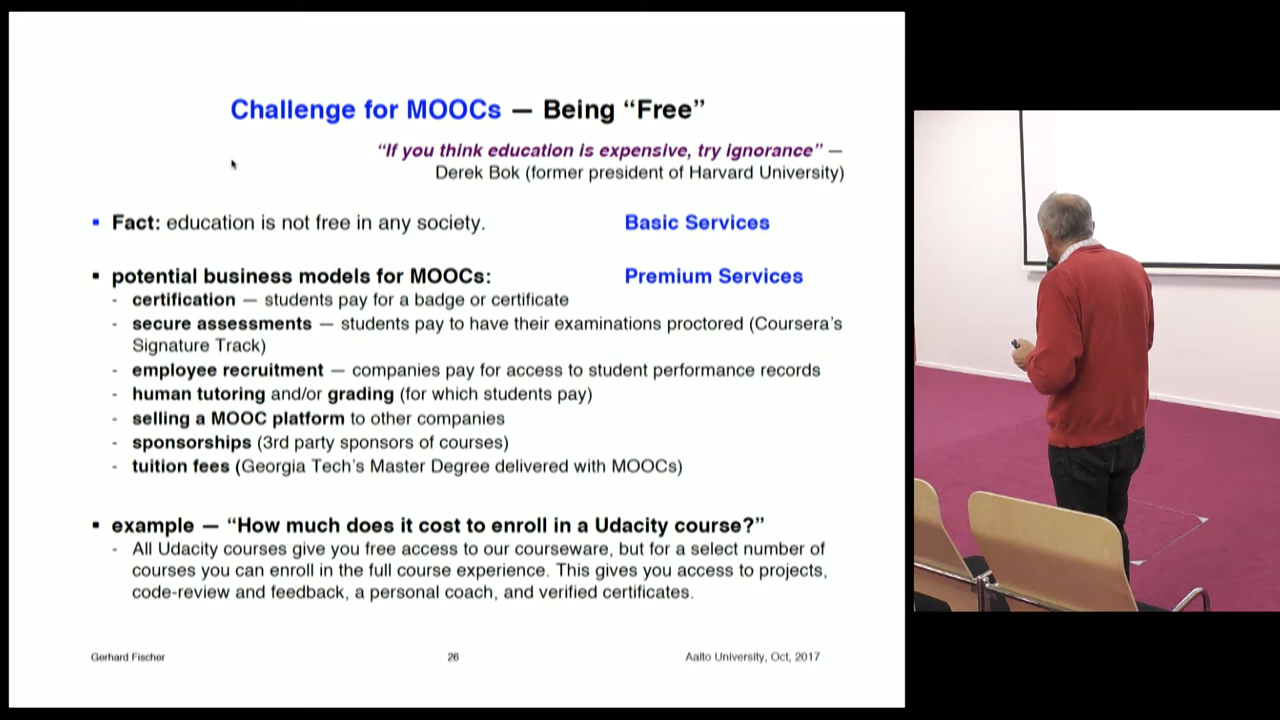 Challenge for MOOCs — Being “Free”
“If you think education is expensive, try ignorance” —
Derek Bok (former president of Harvard University)
▪ Fact: education is not free in any society. Basic Services
▪ potential business models for MOOCs: Premium Services
- certification — students pay for a badge or certificate
- secure assessments — students pay to have their examinations proctored (Coursera’s
Signature Track)
- employee recruitment — companies pay for access to student performance records
- human tutoring and/or grading (for which students pay)
- selling a MOOC platform to other companies
- sponsorships (3rd party sponsors of courses)
- tuition fees (Georgia Tech’s Master Degree delivered with MOOCs)
▪ example — “How much does it cost to enroll in a Udacity course?”
- All Udacity courses give you free access to our courseware, but for a select number of
courses you can enroll in the full course experience. This gives you access to projects,
code-review and feedback, a personal coach, and verified certificates.
Gerhard Fischer 26 Aalto University, Oct, 2017